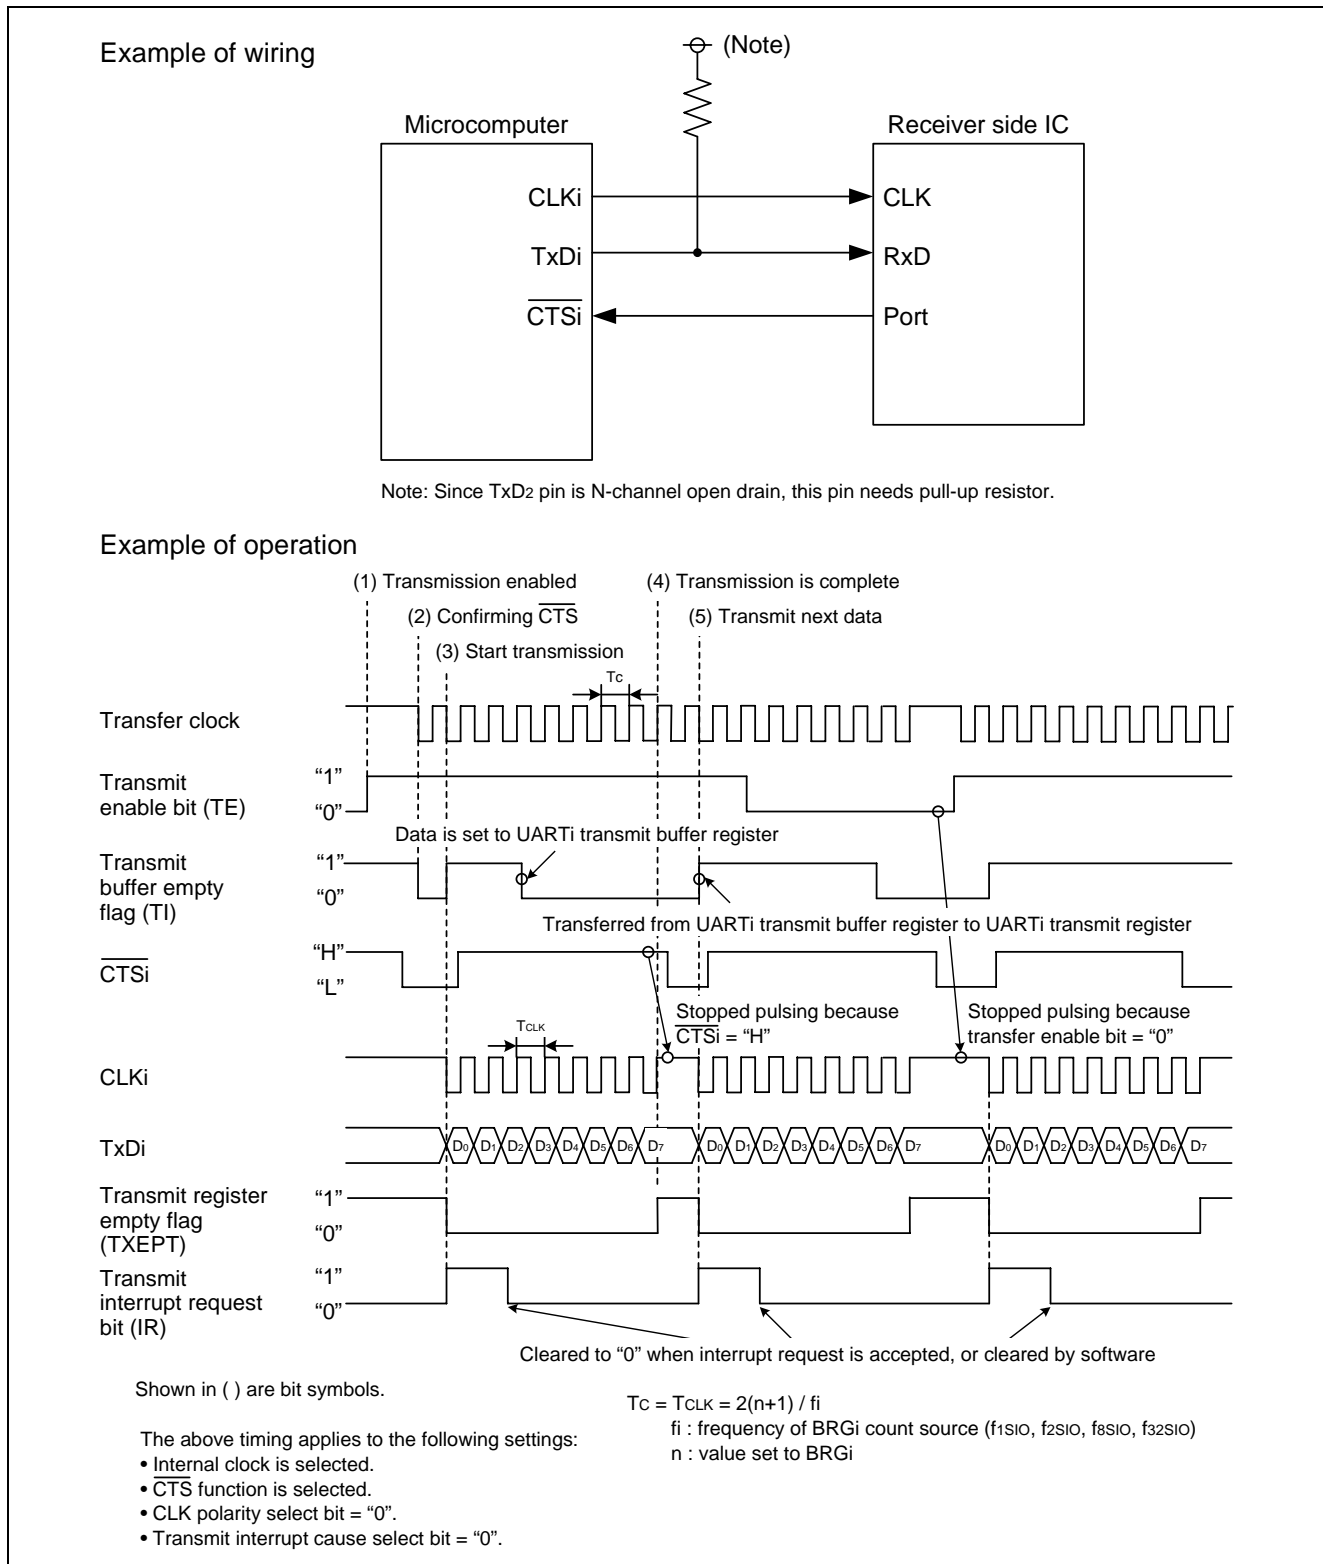 Example of wiring
(Note)
Microcomputer
Receiver side IC
CLKi
CLK
TxDi
RxD
CTSi
Port
Note: Since TxD2 pin is N-channel open drain, this pin needs pull-up resistor.
Example of operation
(1) Transmission enabled
(4) Transmission is complete
(2) Confirming CTS
(5) Transmit next data
(3) Start transmission
Tc
Transfer clock
Transmit
enable bit (TE)
“1”
“0”
Data is set to UARTi transmit buffer register
Transmit
buffer empty
flag (TI)
“1”
“0”
Transferred from UARTi transmit buffer register to UARTi transmit register
CTSi
“H”
“L”
Stopped pulsing because
CTSi = “H”
Stopped pulsing because
transfer enable bit = “0”
TCLK
CLKi
TxDi
D0 D1 D2 D3 D4 D5 D6 D7 D0 D1 D2 D3 D4 D5 D6 D7 D0 D1 D2 D3 D4 D5 D6 D7
Transmit register
empty flag
(TXEPT)
“1”
“0”
Transmit
interrupt request
bit (IR)
“1”
“0”
Cleared to “0” when interrupt request is accepted, or cleared by software
Shown in ( ) are bit symbols.
The above timing applies to the following settings:
• Internal clock is selected.
• CTS function is selected.
• CLK polarity select bit = “0”.
• Transmit interrupt cause select bit = “0”.
TC = TCLK = 2(n+1) / fi
fi : frequency of BRGi count source (f1SIO, f2SIO, f8SIO, f32SIO)
n : value set to BRGi